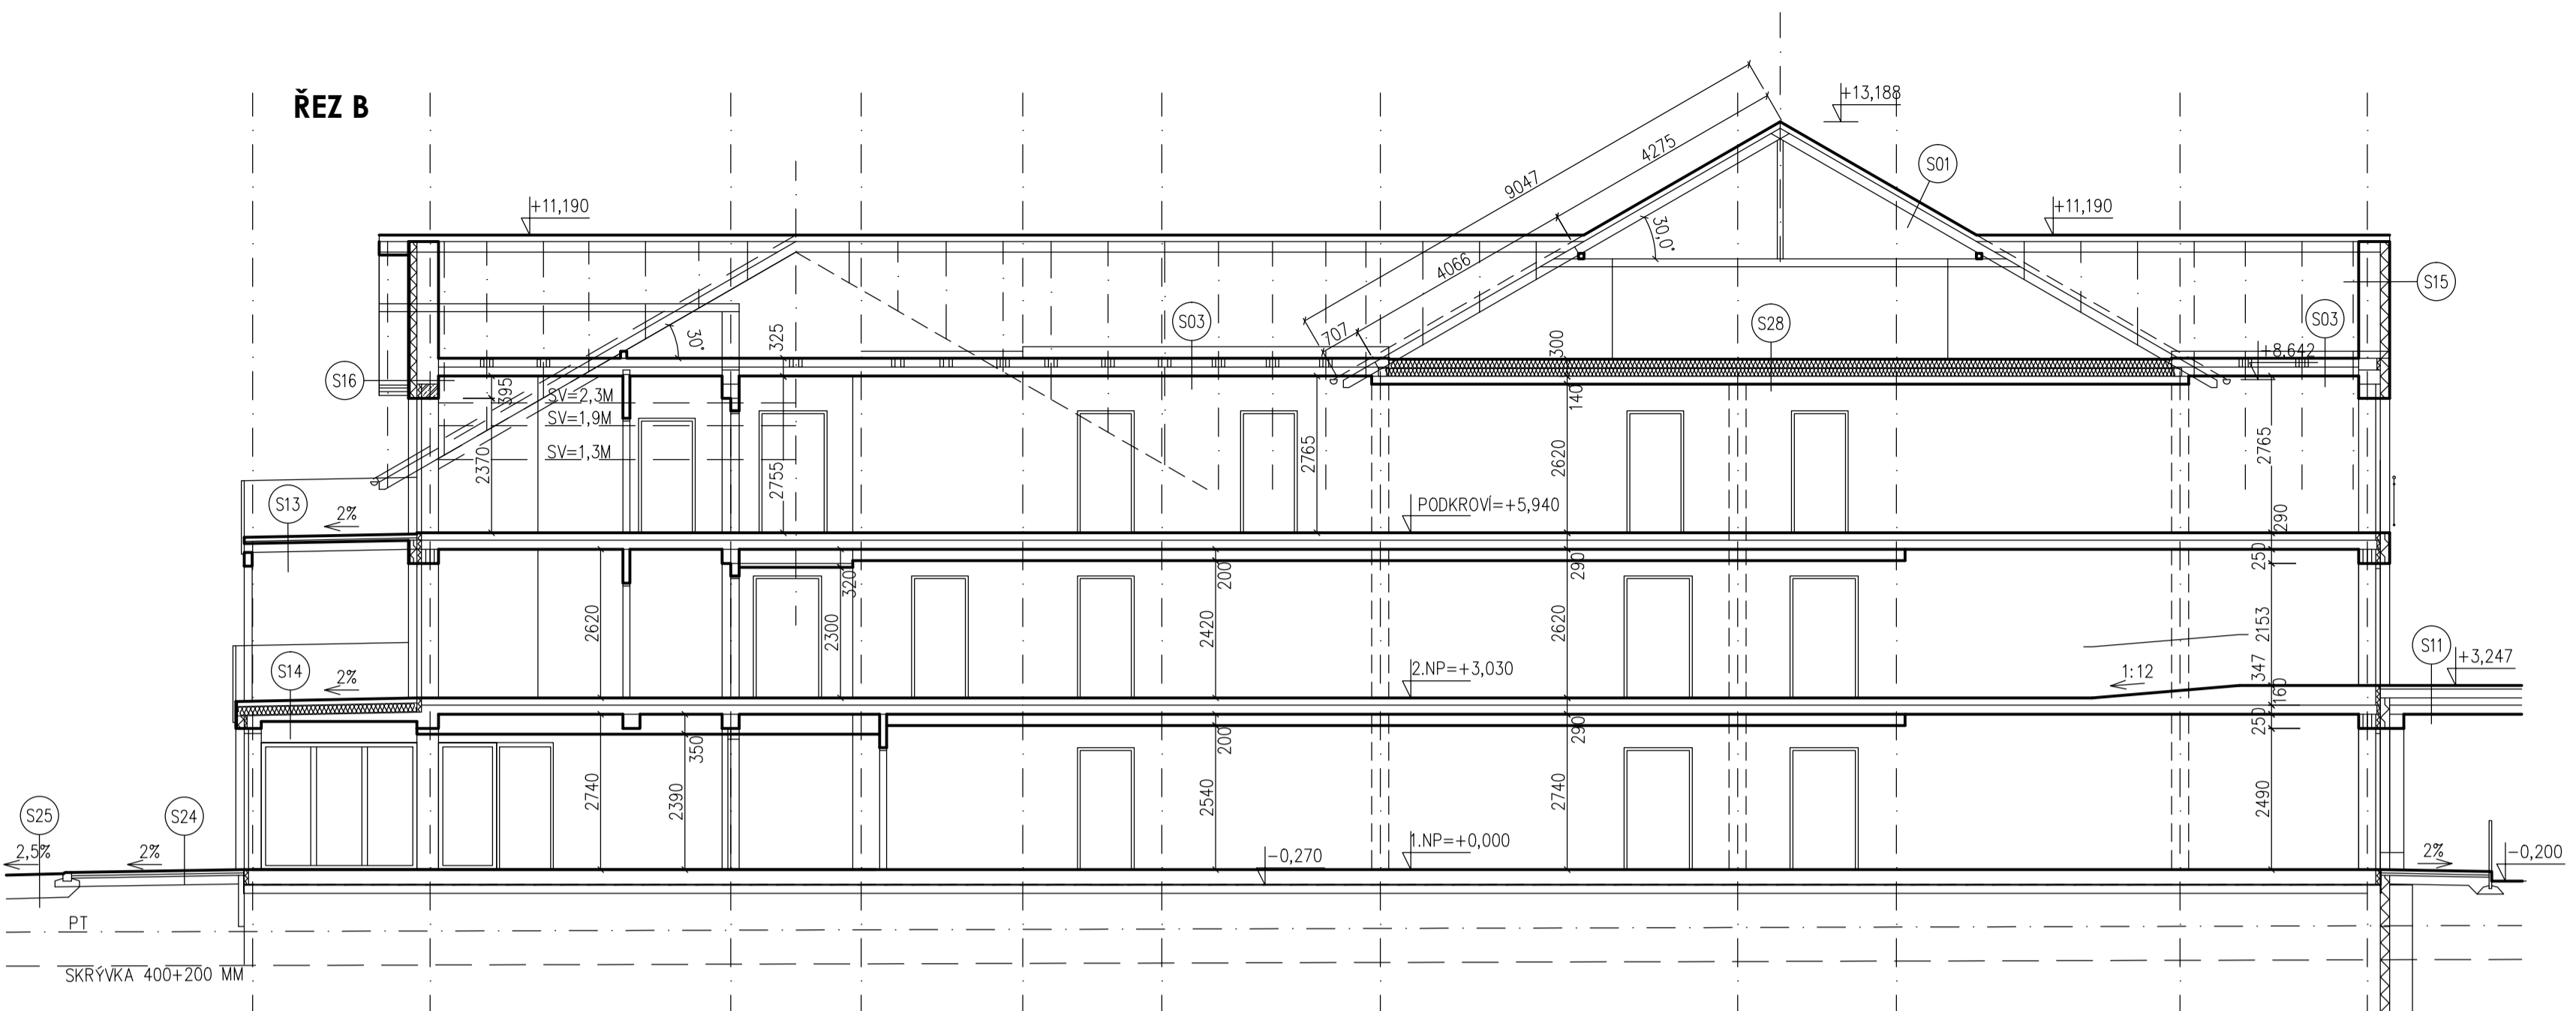 ŘEZ B
+13,188
9047
4275
S01
+11,190
+11,190
30,0°
4066
S15
S03
S28
S03
707
325
30°
300
+8,642
S16
395
SV=2,3M
140
SV=1,9M
SV=1,3M
2370
2755
2765
2620
2765
S13
2%
PODKROVÍ=+5,940
290
250
320
200
290
2620
2300
2420
2620
2153
S14
2%
2.NP=+3,030
1:12
347
S11
+3,247
160
250
350
200
290
2740
2390
2540
2740
2490
S25
S24
2,5%
2%
-0,270
1.NP=+0,000
2%
-0,200
PT
SKRÝVKA 400+200 MM